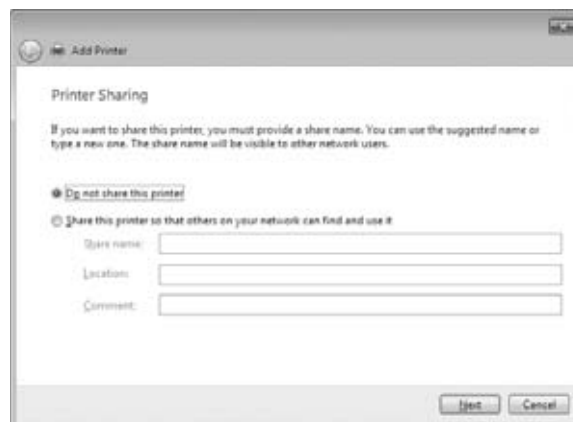 Add Printer
Printer Sharing
If you want to share this printer, you must provide a share name. You can use the suggested name or
type a new one. The share name will be visible to other network users.
Do not share this printer
Share this printer so that others on your network can find and use it
Share name:
Location:
Comment:
Next
Cancel